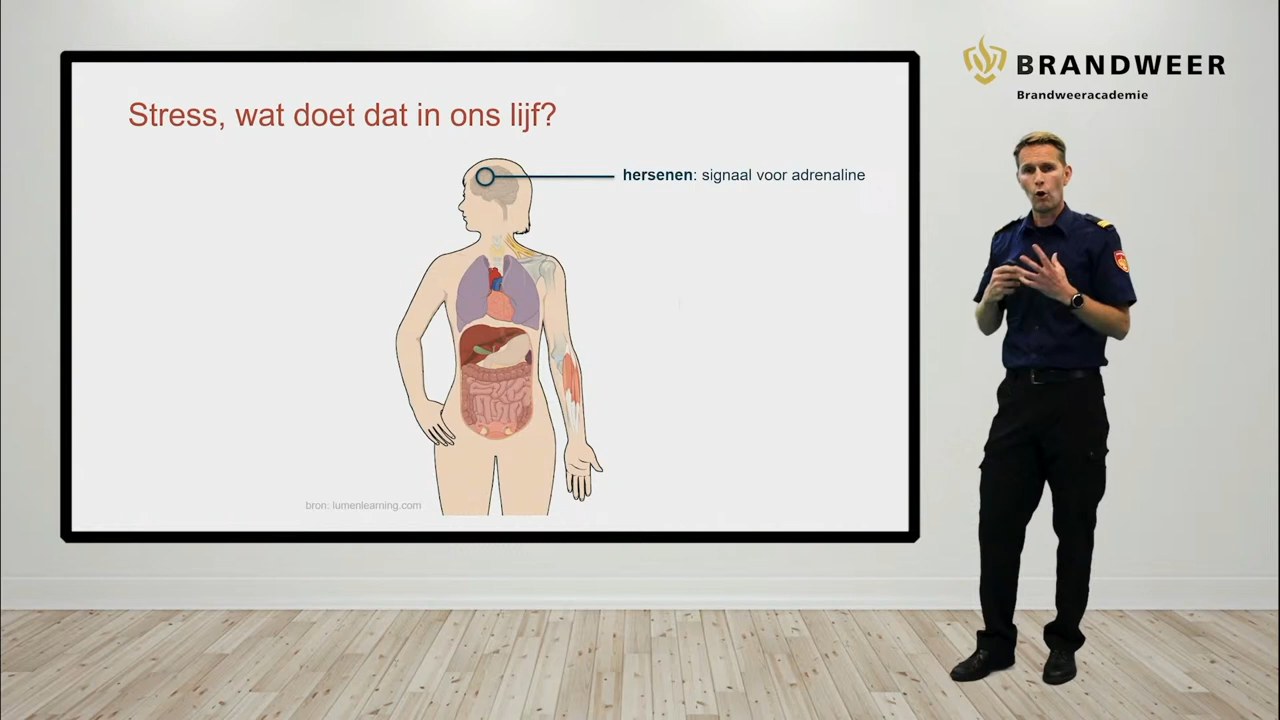 BRANDWEER
Brandweeracademie
Stress, wat doet dat in ons lijf?
hersenen: signaal voor adrenaline
bron: lumenlearning.com